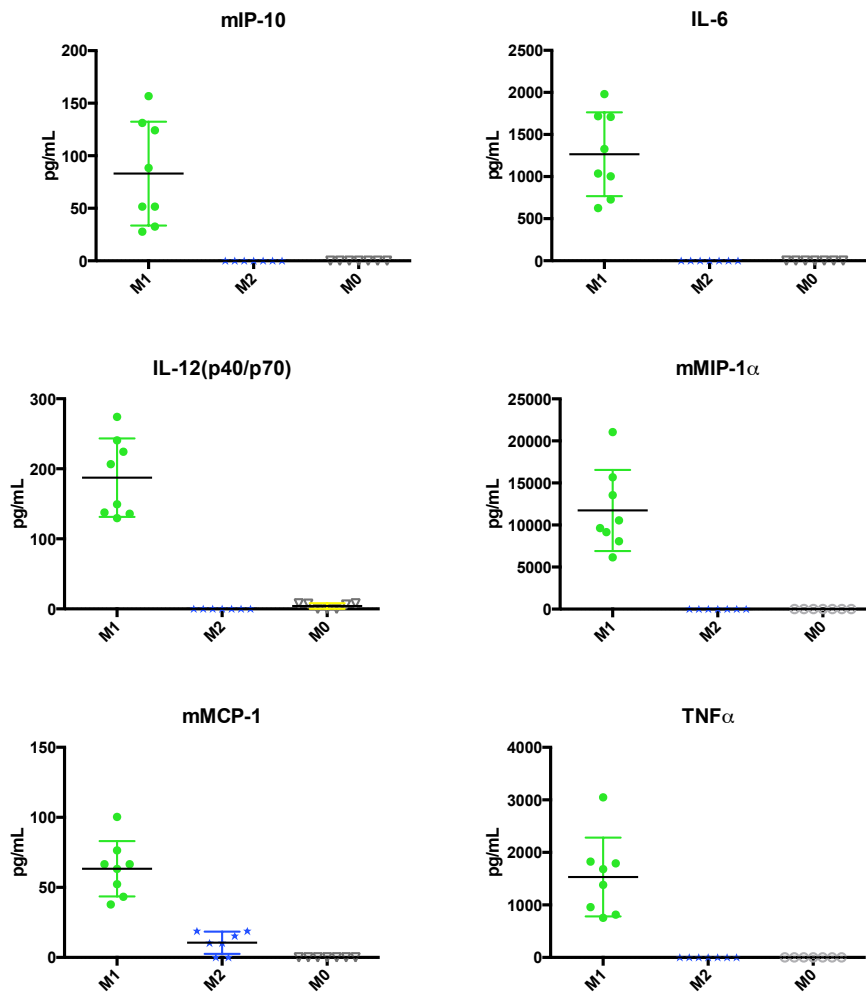 mIP-10
200
150
100
50
0
pg/mL
M1
M2
M0
IL-6
2500
2000
1500
1000
500
0
pg/mL
M1
M2
M0
IL-12(p40/p70)
300
200
100
0
pg/mL
M1
M2
M0
mMIP-1α
25000
20000
15000
10000
5000
0
pg/mL
M1
M2
M0
mMCP-1
150
100
50
0
pg/mL
M1
M2
M0
TNFα
4000
3000
2000
1000
0
pg/mL
M1
M2
M0